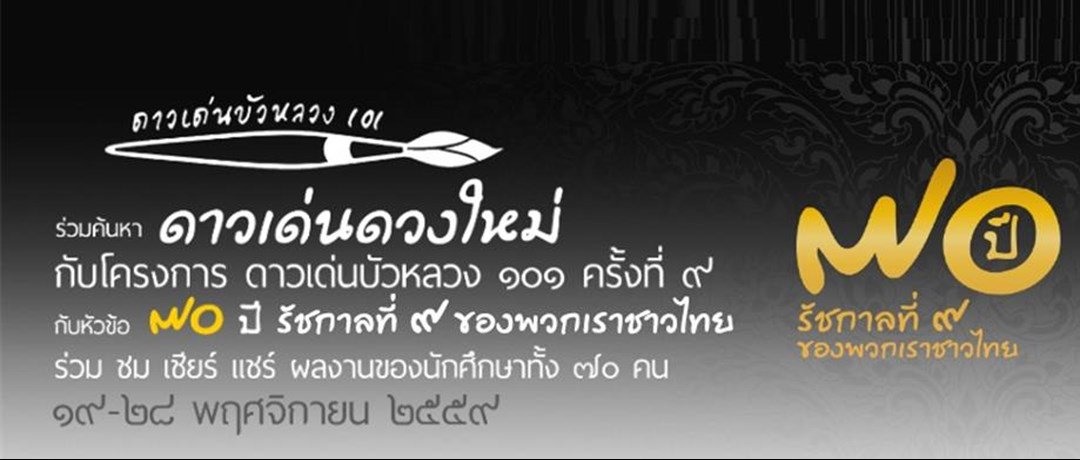 ดาวเด่นบัวหลวง ๑๐๑
ร่วมค้นหา ดาวเด่นดวงใหม่
กับโครงการ ดาวเด่นบัวหลวง ๑๐๑ ครั้งที่ ๙
กับหัวข้อ ๗๐ ปี รัชกาลที่ ๙ ของพวกเราชาวไทย
ร่วม ชม เชียร์ แชร์ ผลงานของนักศึกษาทั้ง ๗๐ คน
๑๙-๒๘ พฤศจิกายน ๒๕๕๙
๗๐ ปี
รัชกาลที่ ๙
ของพวกเราชาวไทย